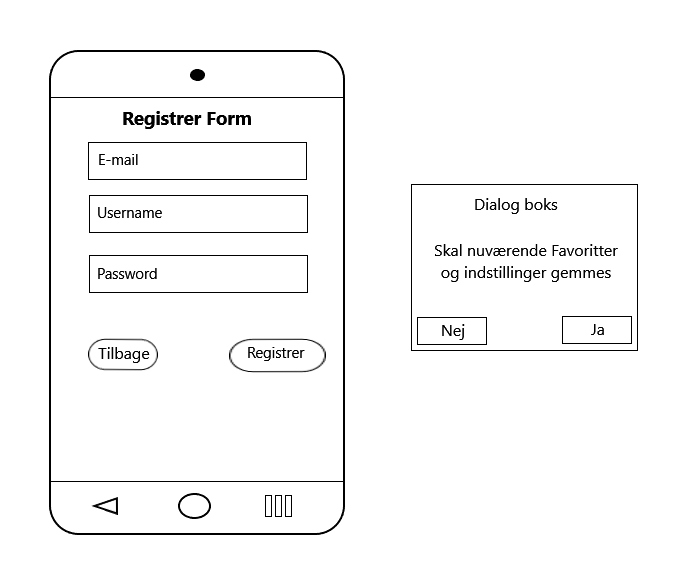 Registrer Form
E-mail
Username
Password
Tilbage
Registrer
Dialog boks
Skal nuværende Favoritter
og indstillinger gemmes
Nej
Ja